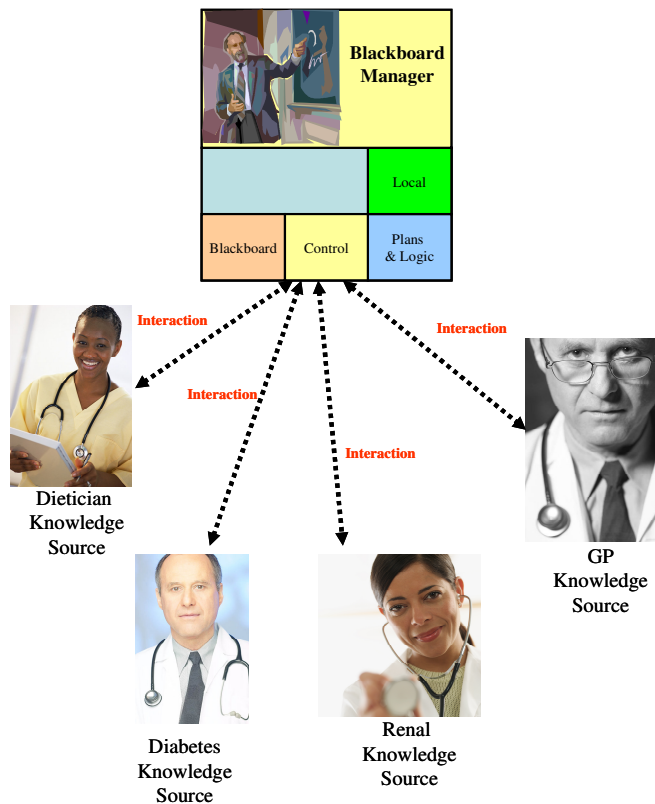 Blackboard
Manager
Local
Blackboard
Control
Plans
& Logic
Interaction
Interaction
Interaction
Interaction
Dietician
Knowledge
Source
GP
Knowledge
Source
Diabetes
Knowledge
Source
Renal
Knowledge
Source